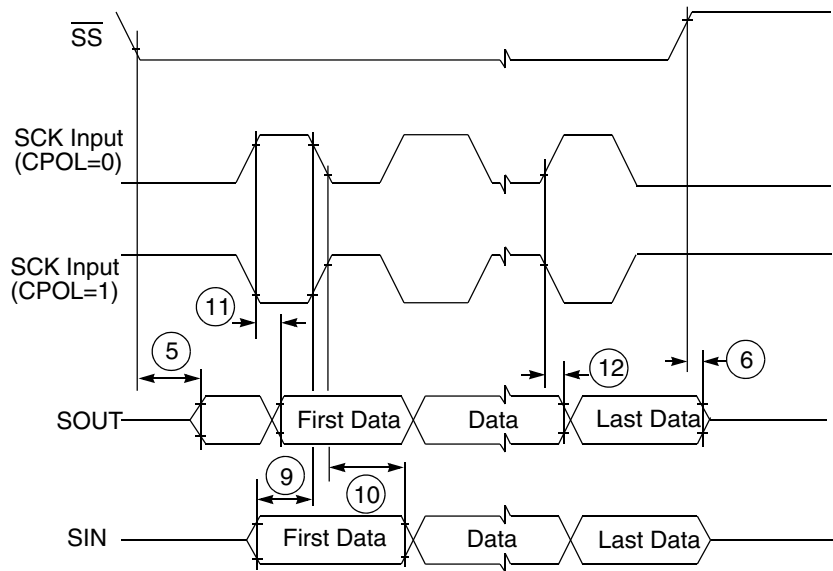 SS
SCK Input
(CPOL=0)
SCK Input
(CPOL=1)
11
5
12
6
SOUT
First Data
Data
Last Data
9
10
SIN
First Data
Data
Last Data